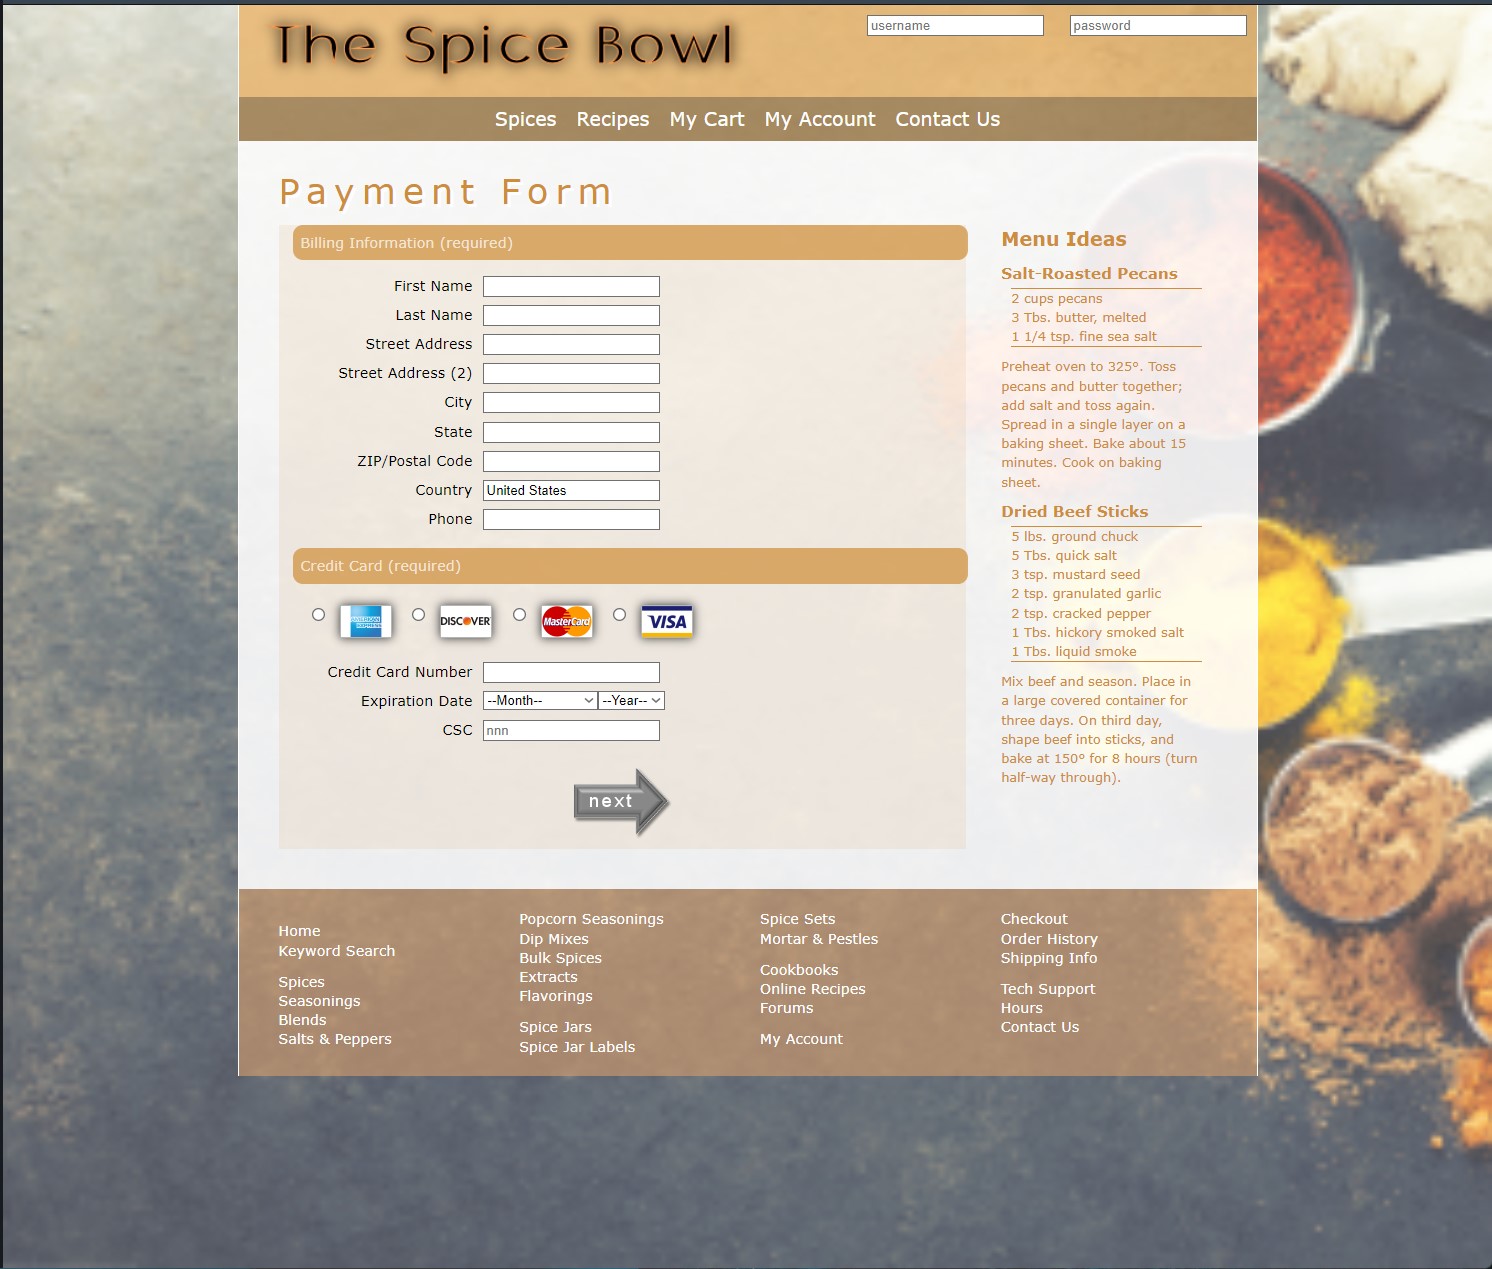 The Spice Bowl
username
password
Spices Recipes My Cart My Account Contact Us
Payment Form
Billing Information (required)
First Name
Last Name
Street Address
Street Address (2)
City
State
ZIP/Postal Code
Country United States
Phone
Credit Card (required)
AMERICAN EXPRESS
DISCOVER
MasterCard
VISA
Credit Card Number
Expiration Date --Month-- --Year--
CSC nnn
next
Menu Ideas
Salt-Roasted Pecans
2 cups pecans
3 Tbs. butter, melted
1 1/4 tsp. fine sea salt
Preheat oven to 325°. Toss
pecans and butter together;
add salt and toss again.
Spread in a single layer on a
baking sheet. Bake about 15
minutes. Cook on baking
sheet.
Dried Beef Sticks
5 lbs. ground chuck
5 Tbs. quick salt
3 tsp. mustard seed
2 tsp. granulated garlic
2 tsp. cracked pepper
1 Tbs. hickory smoked salt
1 Tbs. liquid smoke
Mix beef and season. Place in
a large covered container for
three days. On third day,
shape beef into sticks, and
bake at 150° for 8 hours (turn
half-way through).
Home
Keyword Search
Spices
Seasonings
Blends
Salts & Peppers
Popcorn Seasonings
Dip Mixes
Bulk Spices
Extracts
Flavorings
Spice Jars
Spice Jar Labels
Spice Sets
Mortar & Pestles
Cookbooks
Online Recipes
Forums
My Account
Checkout
Order History
Shipping Info
Tech Support
Hours
Contact Us